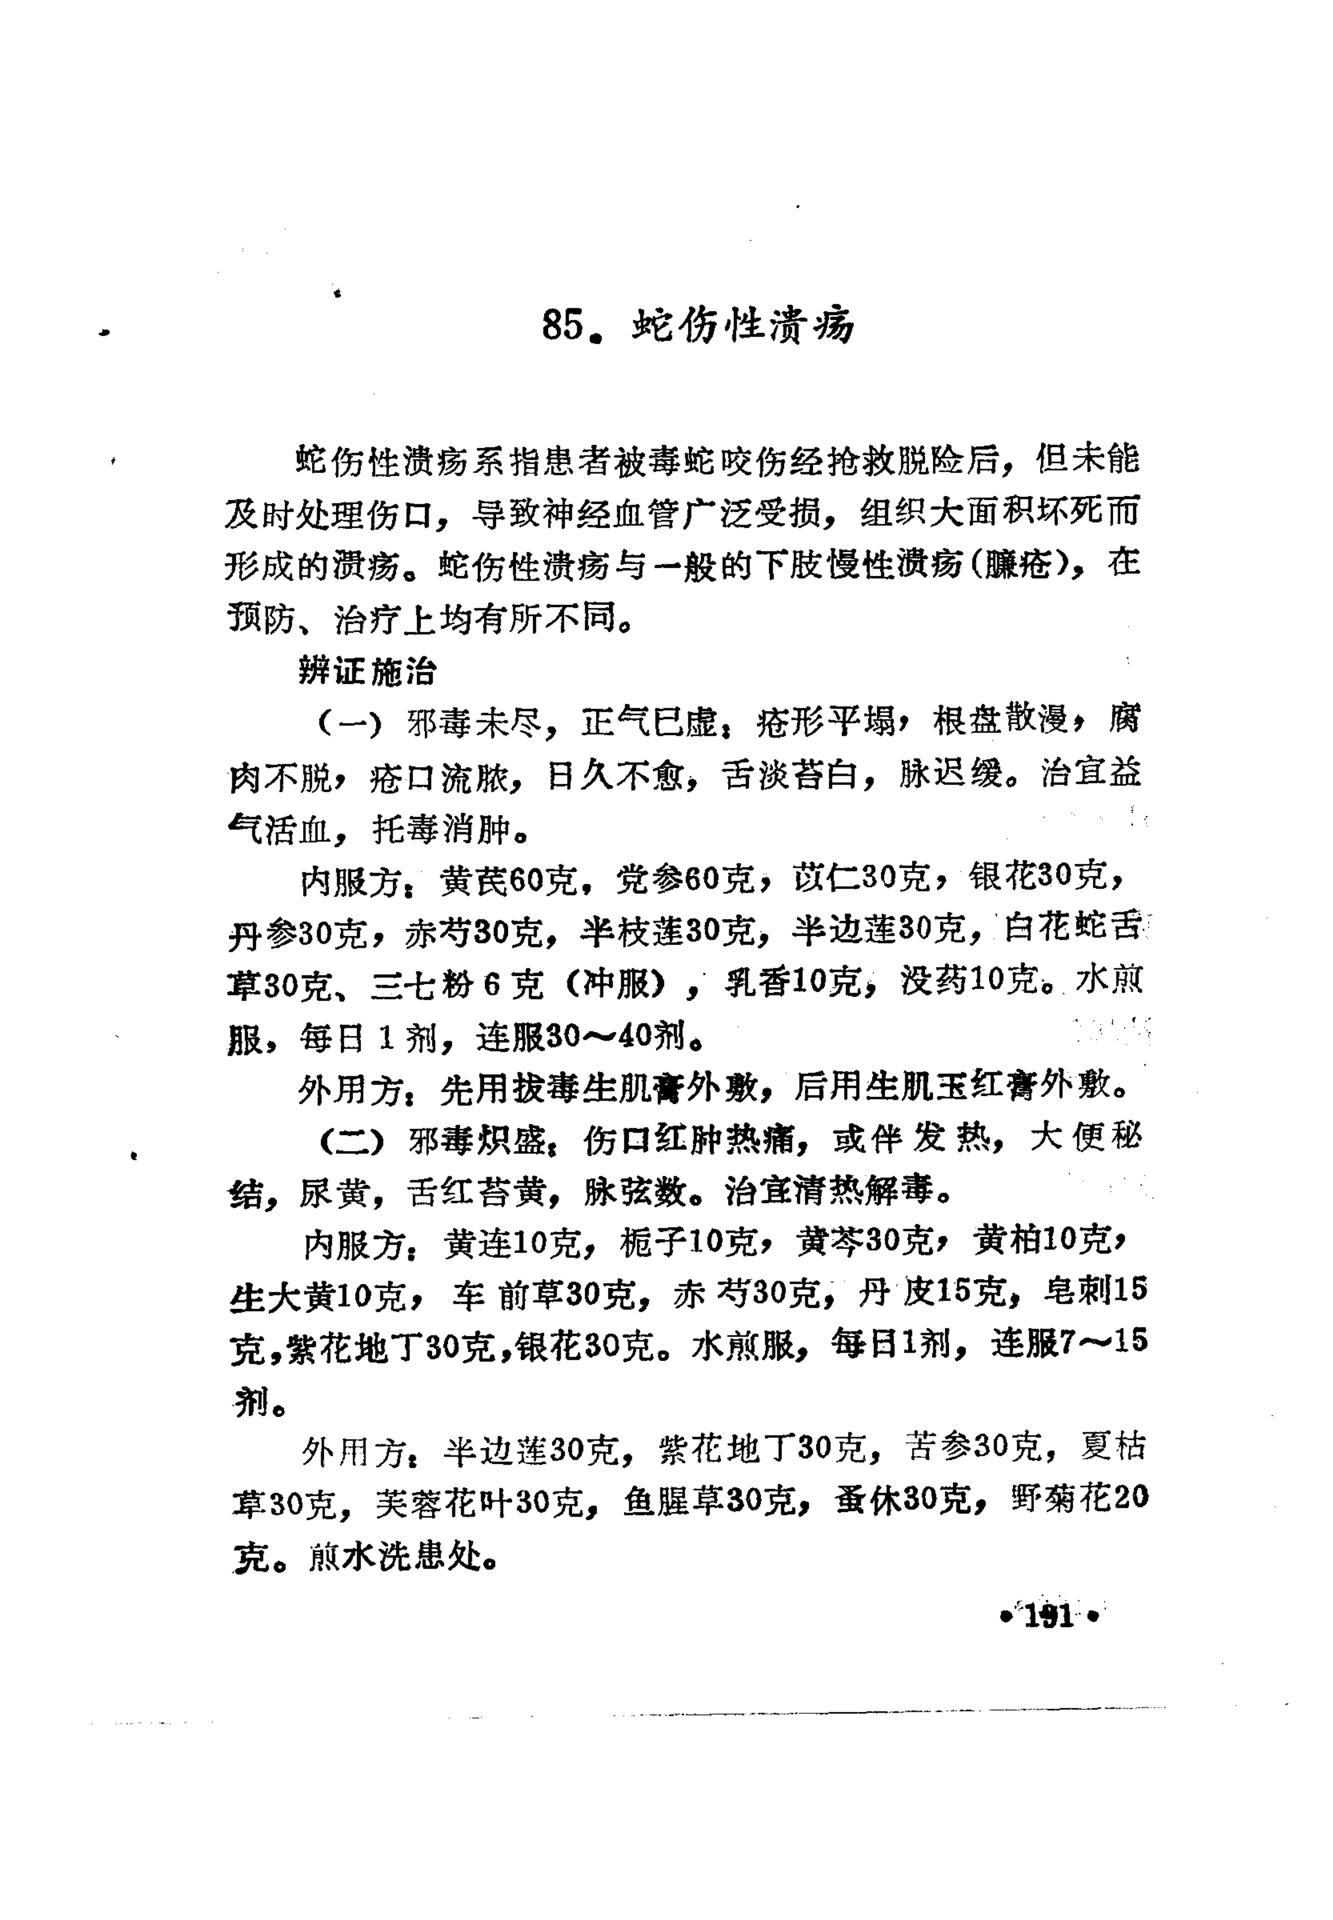 85．蛇伤性溃疡
蛇伤性溃疡系指患者被毒蛇咬伤经抢救脱险后，但未能
及时处理伤口，导致神经血管广泛受损，组织大面积坏死而
形成的溃疡。蛇伤性溃疡与一般的下肢慢性溃疡(臁疮)，在
预防、治疗上均有所不同。
辨证施治
（一）邪毒未尽，正气已虚：疮形平塌，根盘散漫，腐
肉不脱，疮口流脓，日久不愈，舌淡苔白，脉迟缓。治宜益
气活血，托毒消肿。
内服方：黄芪60克，党参60克，苡仁30克，银花30克，
丹参30克，赤芍30克，半枝莲30克，半边莲30克，白花蛇舌
草30克、三七粉6克（冲服），乳香10克，没药10克。水煎
服，每日1剂，连服30～40剂。
外用方：先用拔毒生肌膏外敷，后用生肌玉红膏外敷。
（二）邪毒炽盛：伤口红肿热痛，或伴发热，大便秘
结，尿黄，舌红苔黄，脉弦数。治宜清热解毒。
内服方：黄连10克，栀子10克，黄芩30克，黄柏10克，
生大黄10克，车前草30克，赤芍30克，丹皮15克，皂刺15
克，紫花地丁30克，银花30克。水煎服，每日1剂，连服7～15
剂。
外用方：半边莲30克，紫花地丁30克，苦参30克，夏枯
草30克，芙蓉花叶30克，鱼腥草30克，蚤休30克，野菊花20
克。煎水洗患处。
•191•